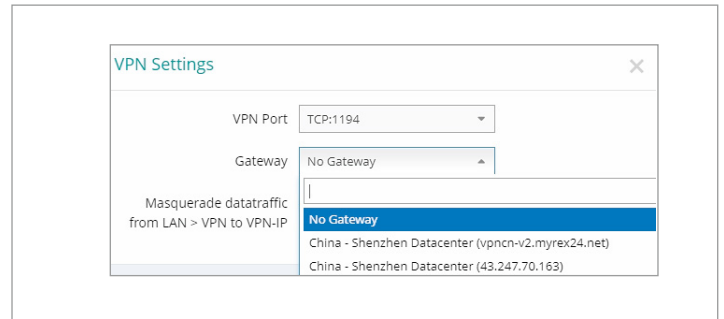 VPN Settings
VPN Port TCP:1194
Gateway No Gateway
Masquerade datatraffic
from LAN > VPN to VPN-IP
No Gateway
China - Shenzhen Datacenter (vpncn-v2.myrex24.net)
China - Shenzhen Datacenter (43.247.70.163)